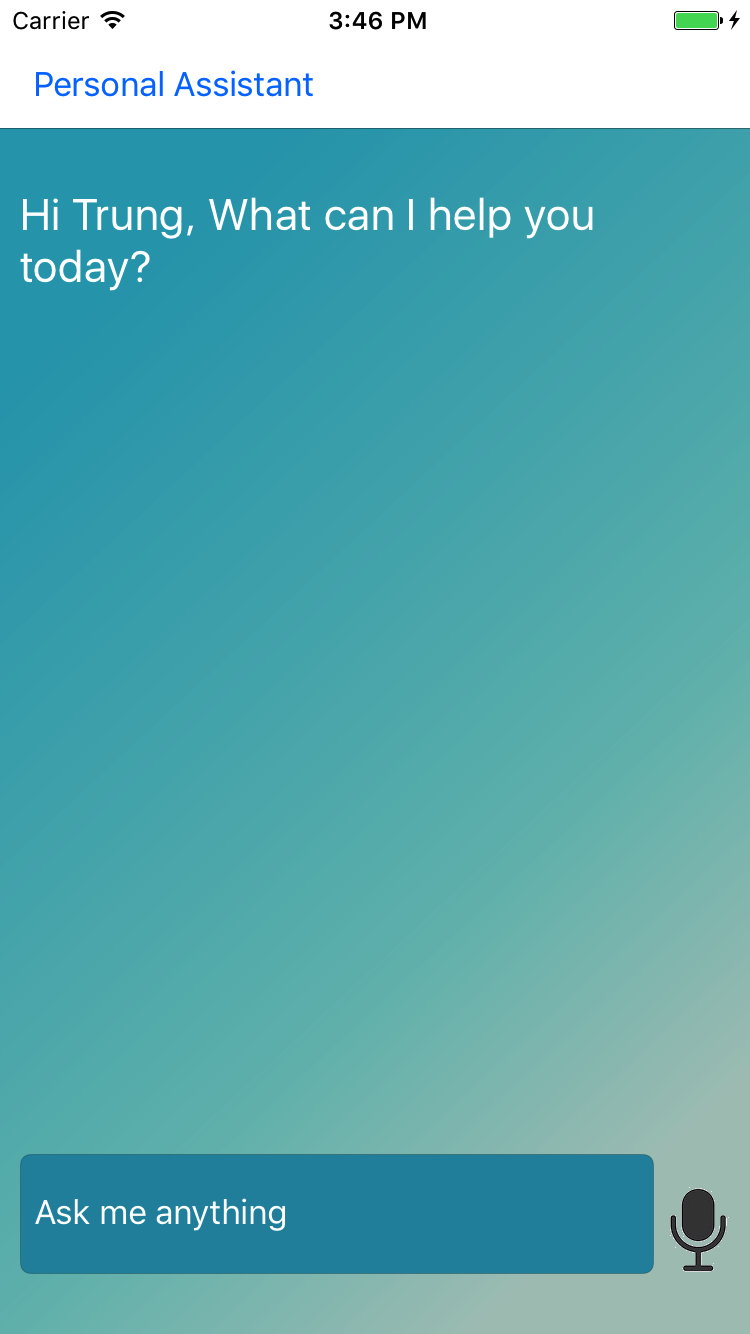 Carrier 3:46 PM
Personal Assistant
Hi Trung, What can I help you
today?
Ask me anything